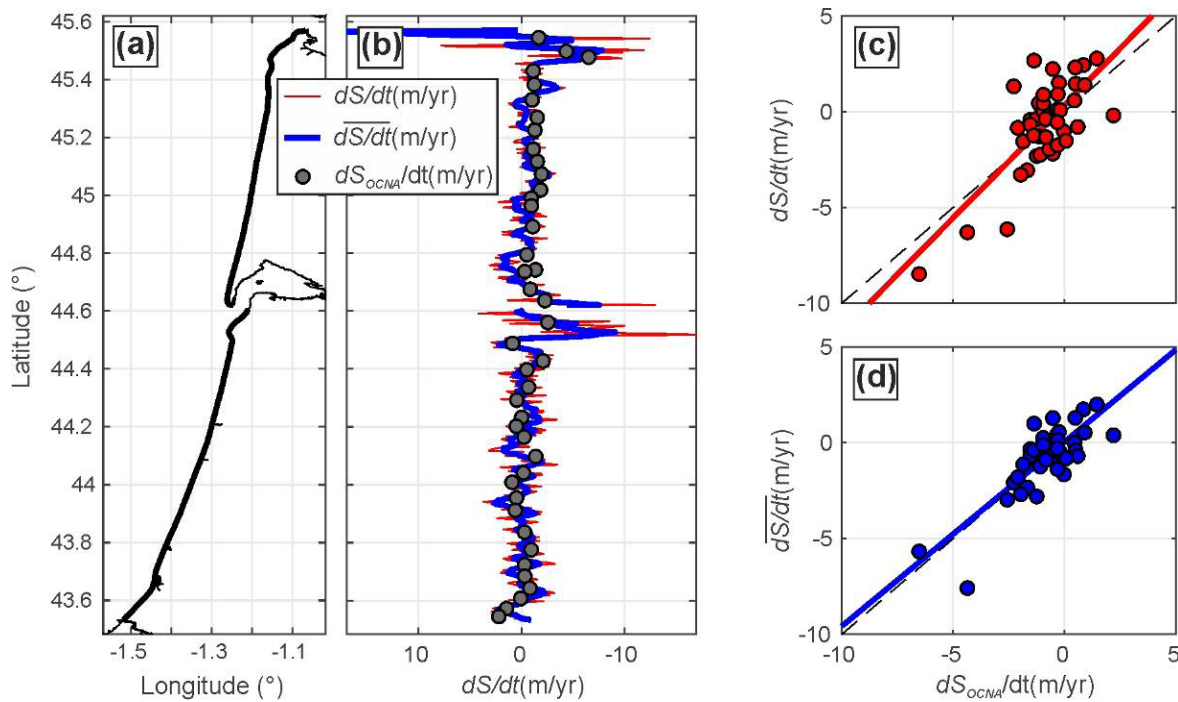 (a)
45.6
45.4
45.2
45
44.8
44.6
44.4
44.2
44
43.8
43.6
Latitude (°)
-1.5 -1.3 -1.1
Longitude (°)
(b)
dS/dt(m/yr)
dS/dt(m/yr)
dS_OCNA/dt(m/yr)
10 0 -10
dS/dt(m/yr)
(c)
5
0
-5
-10
dS/dt(m/yr)
(d)
5
0
-5
-10
dS/dt(m/yr)
-10 -5 0 5
dS_OCNA/dt(m/yr)